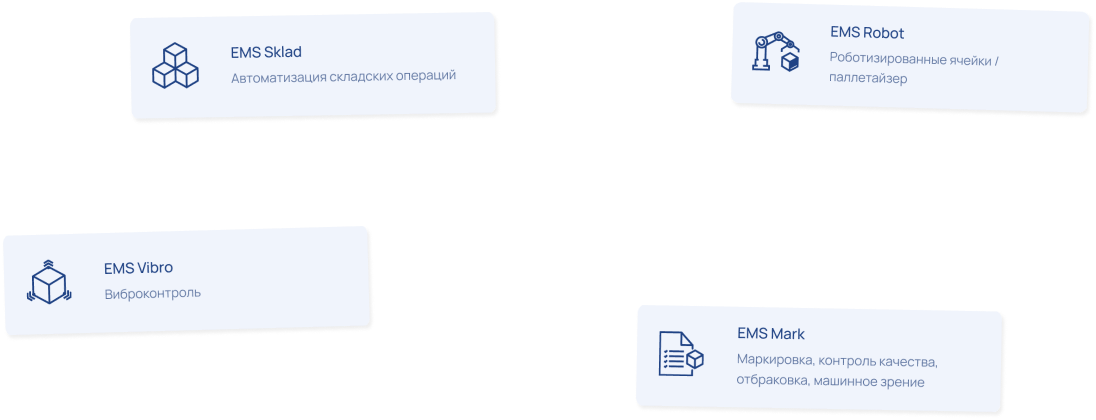 EMS Sklad
Автоматизация складских операций
EMS Robot
Роботизированные ячейки /
паллетайзер
EMS Vibro
Виброконтроль
EMS Mark
Маркировка, контроль качества,
отбраковка, машинное зрение